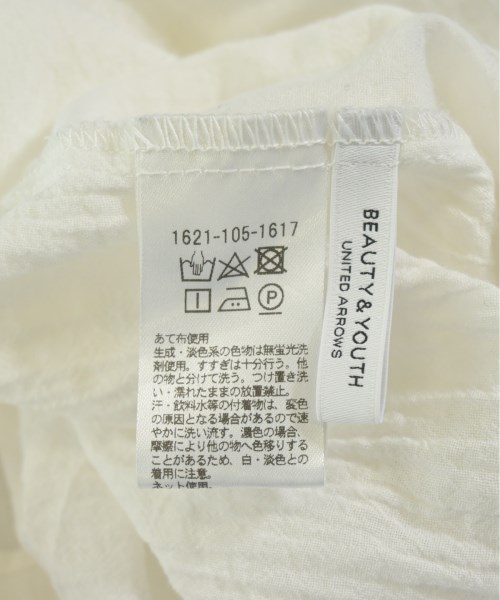 1621-105-1617
P
あて布使用
生成・淡色系の色物は無蛍光洗
剤使用。すすぎは十分行う。他
の物と分けて洗う。つけ置き洗
い・濡れたままの放置禁止。
汗・飲料水等の付着物は、変色
の原因となる場合があるので速
やかに洗い流す。濃色の場合、
摩擦により他の物へ色移りする
ことがあるため、白・淡色との
着用に注意。
ネット使用。
BEAUTY & YOUTH
UNITED ARROWS